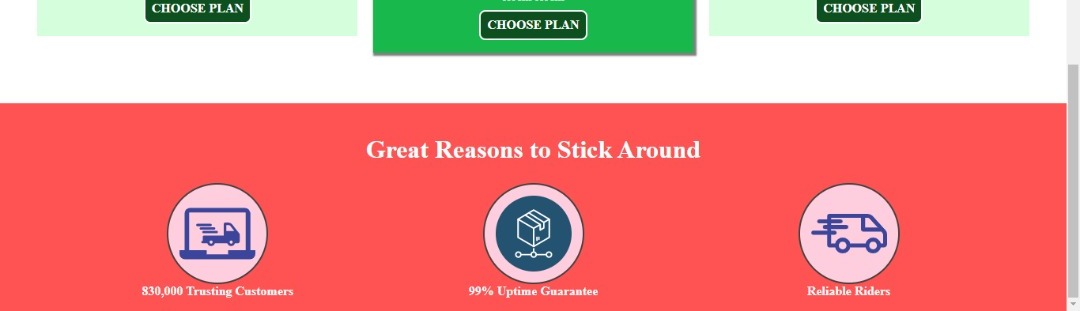 CHOOSE PLAN
CHOOSE PLAN
CHOOSE PLAN
Great Reasons to Stick Around
830,000 Trusting Customers
99% Uptime Guarantee
Reliable Riders